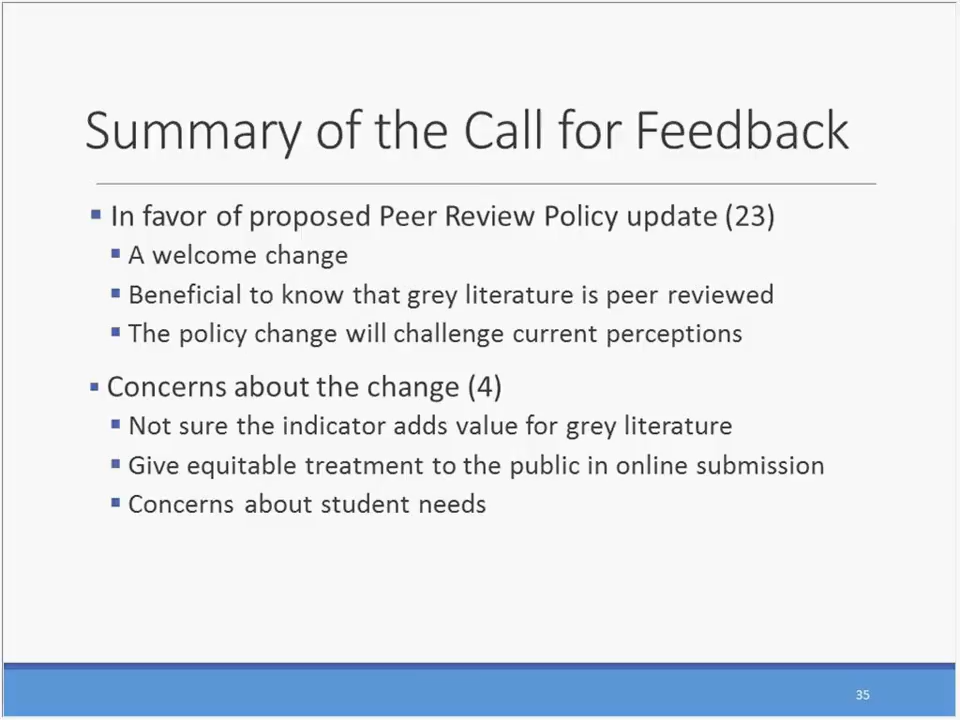 Summary of the Call for Feedback
In favor of proposed Peer Review Policy update (23)
A welcome change
Beneficial to know that grey literature is peer reviewed
The policy change will challenge current perceptions
Concerns about the change (4)
Not sure the indicator adds value for grey literature
Give equitable treatment to the public in online submission
Concerns about student needs
35